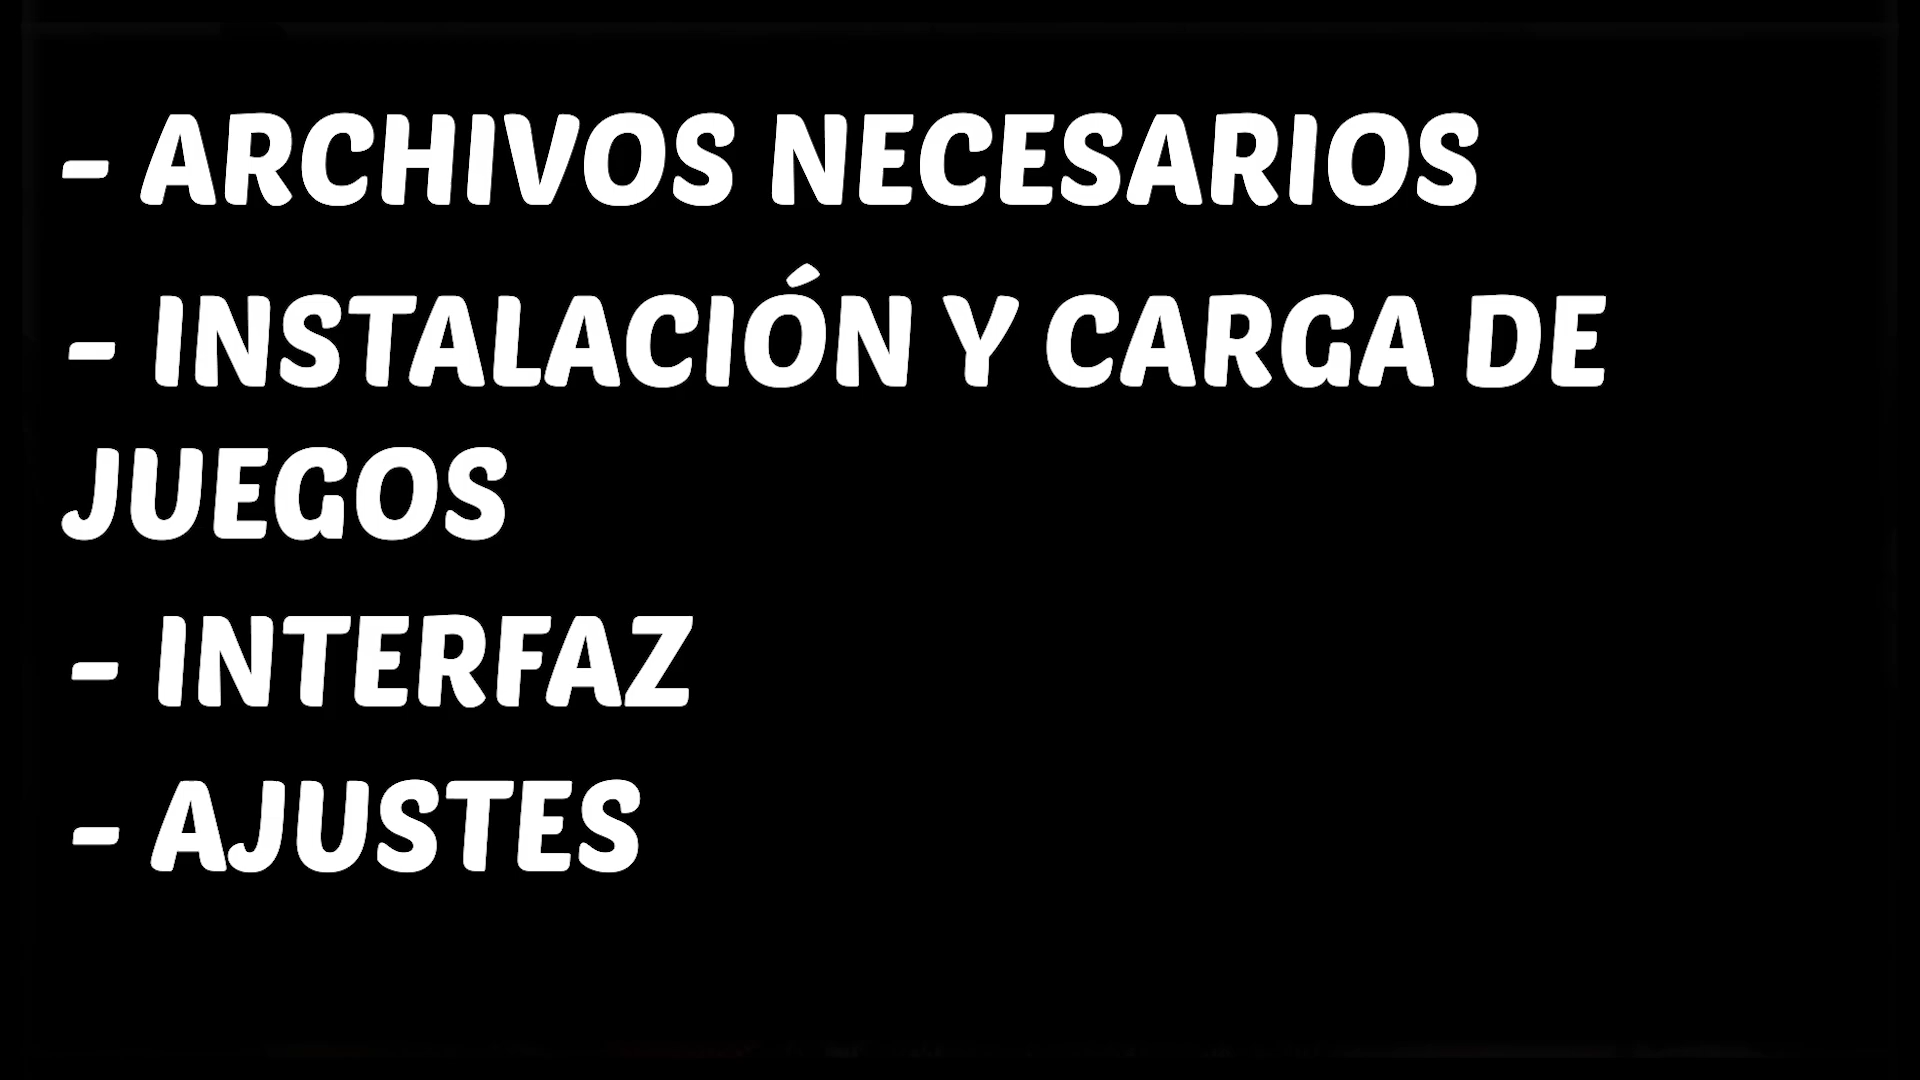 - ARCHIVOS NECESARIOS
- INSTALACIÓN Y CARGA DE
JUEGOS
- INTERFAZ
- AJUSTES